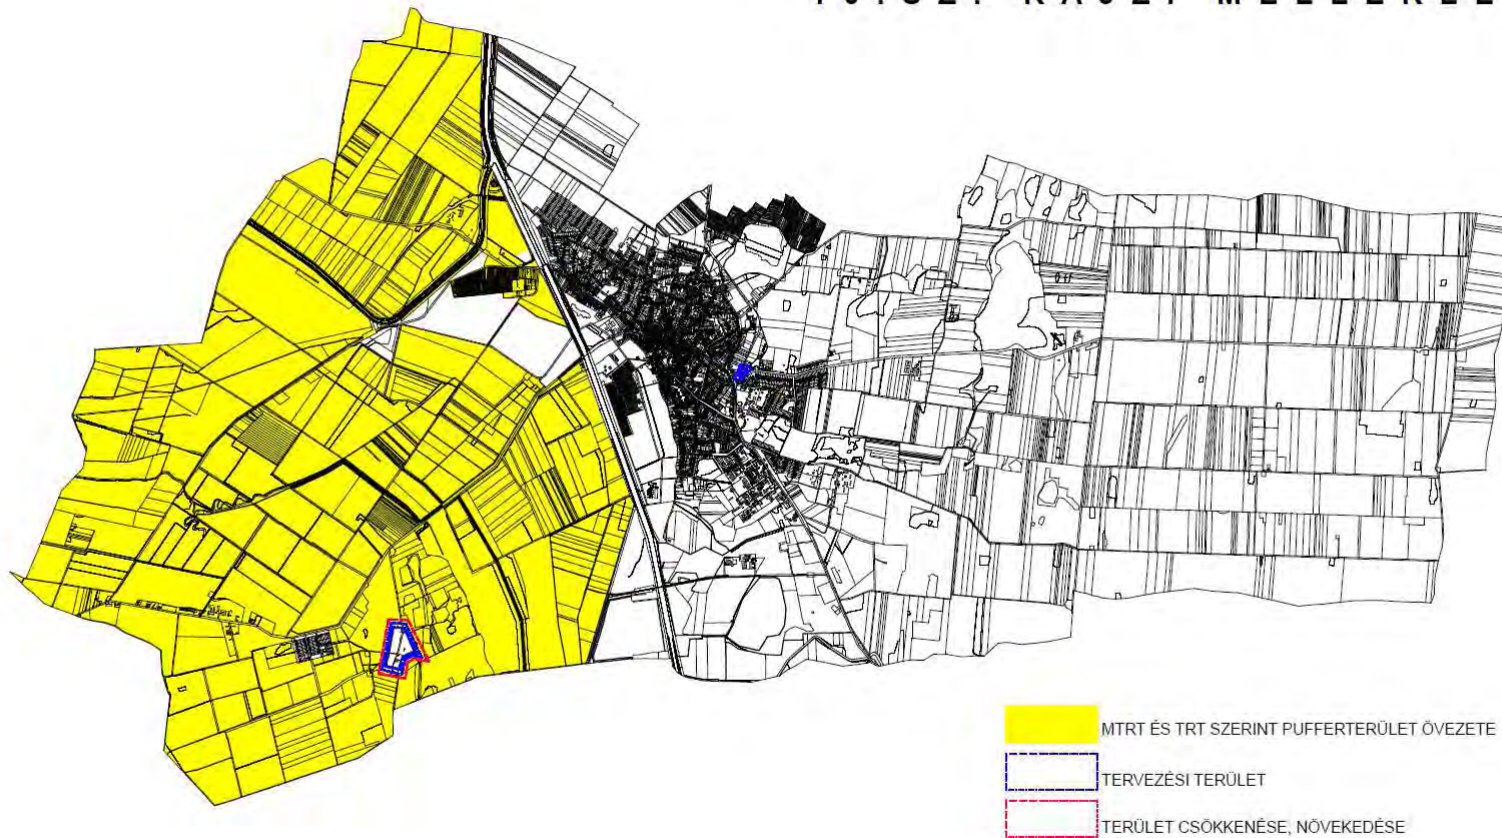 MTRT ÉS TRT SZERINT PUFFERTERÜLET ÖVEZETE
TERVEZÉSI TERÜLET
TERÜLET CSÖKKENÉSE, NÖVEKEDÉSE